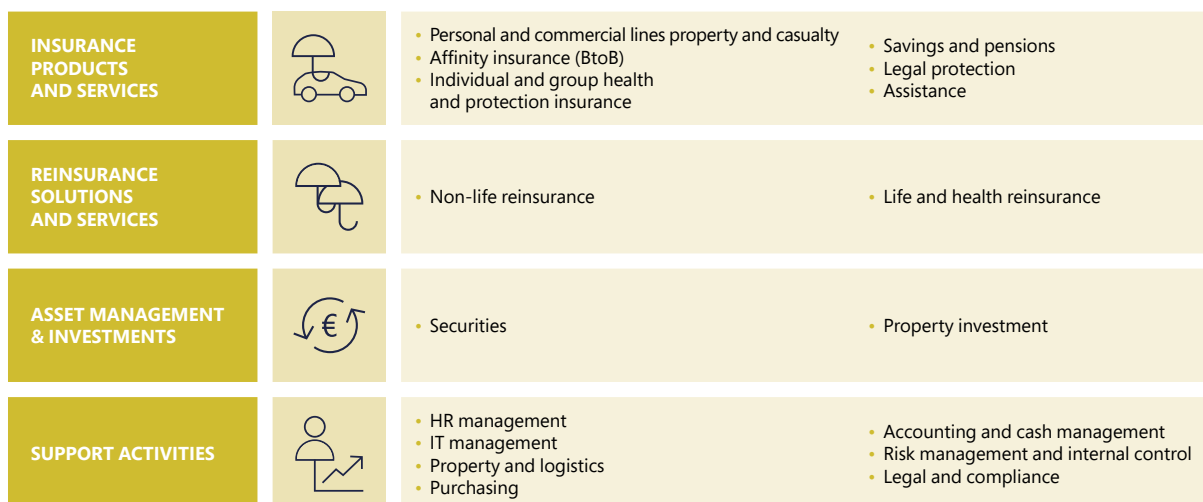 INSURANCE
PRODUCTS
AND SERVICES
• Personal and commercial lines property and casualty
• Affinity insurance (BtoB)
• Individual and group health
and protection insurance
• Savings and pensions
• Legal protection
• Assistance
REINSURANCE
SOLUTIONS
AND SERVICES
• Non-life reinsurance
• Life and health reinsurance
ASSET MANAGEMENT
& INVESTMENTS
€
• Securities
• Property investment
SUPPORT ACTIVITIES
• HR management
• IT management
• Property and logistics
• Purchasing
• Accounting and cash management
• Risk management and internal control
• Legal and compliance